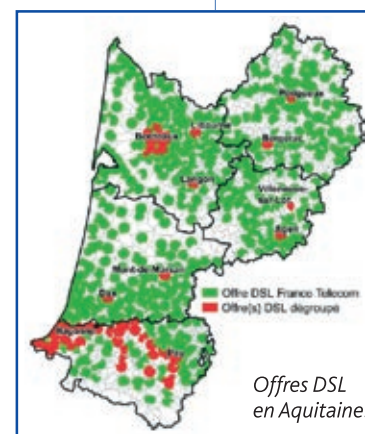 Périgueux
Libourne
Bordeaux
Bergerac
Langon
Villeneuve-
sur-Lot
Agen
Mont-de-Marsan
Dax
Offre DSL France Telecom
Offre(s) DSL dégroupé
Bayonne
Pau
Offres DSL
en Aquitaine.